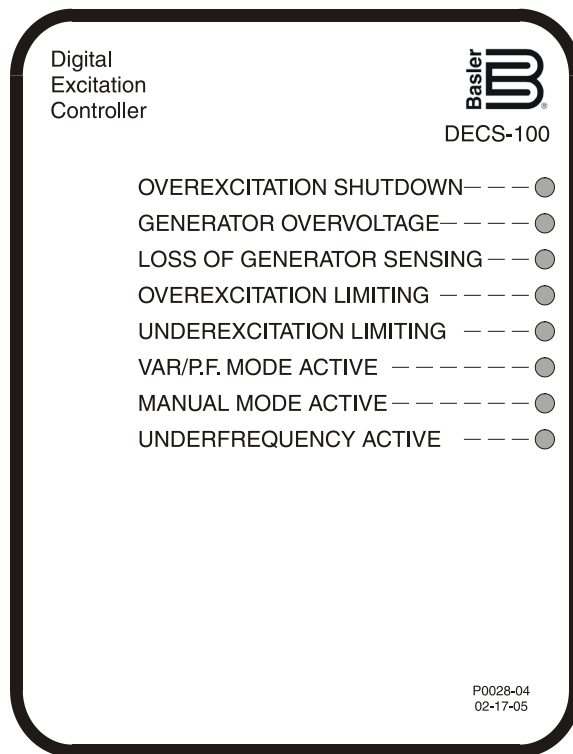 Digital
Excitation
Controller
Basler
®
DECS-100
OVEREXCITATION SHUTDOWN
GENERATOR OVERVOLTAGE
LOSS OF GENERATOR SENSING
OVEREXCITATION LIMITING
UNDEREXCITATION LIMITING
VAR/P.F. MODE ACTIVE
MANUAL MODE ACTIVE
UNDERFREQUENCY ACTIVE
P0028-04
02-17-05